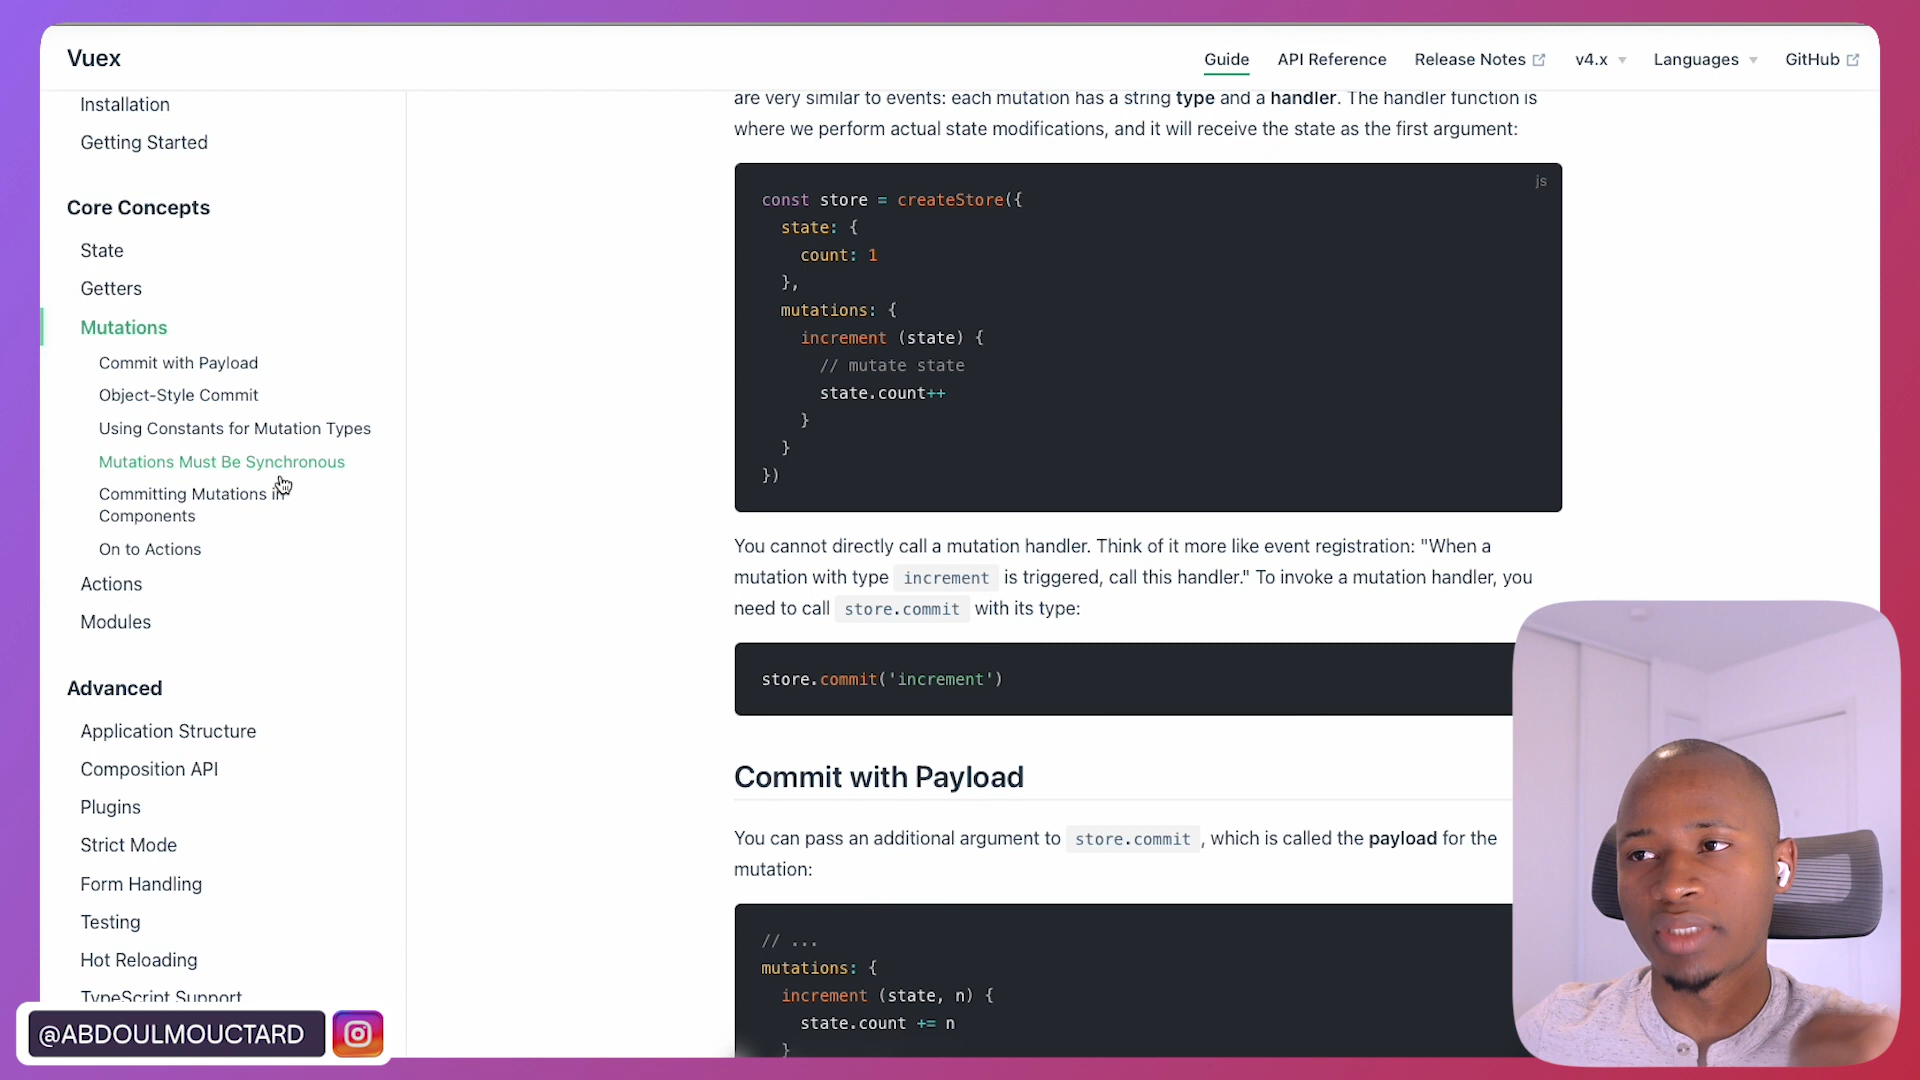 Vuex
Guide
API Reference
Release Notes
v4.x
Languages
GitHub
Installation
Getting Started
Core Concepts
State
Getters
Mutations
Commit with Payload
Object-Style Commit
Using Constants for Mutation Types
Mutations Must Be Synchronous
Committing Mutations in
Components
On to Actions
Actions
Modules
Advanced
Application Structure
Composition API
Plugins
Strict Mode
Form Handling
Testing
Hot Reloading
TypeScript Support
are very similar to events: each mutation has a string type and a handler. The handler function is
where we perform actual state modifications, and it will receive the state as the first argument:
js
const store = createStore({
  state: {
    count: 1
  },
  mutations: {
    increment (state) {
      // mutate state
      state.count++
    }
  }
})
You cannot directly call a mutation handler. Think of it more like event registration: "When a
mutation with type increment is triggered, call this handler." To invoke a mutation handler, you
need to call store.commit with its type:
store.commit('increment')
Commit with Payload
You can pass an additional argument to store.commit, which is called the payload for the
mutation:
// ...
mutations: {
  increment (state, n) {
    state.count += n
  }
@ABDOULMOUCTARD